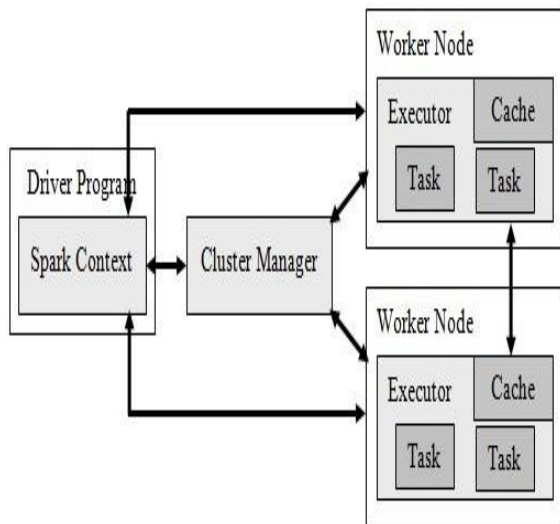 Driver Program
Spark Context
Cluster Manager
Worker Node
Executor
Cache
Task
Task
Worker Node
Executor
Cache
Task
Task